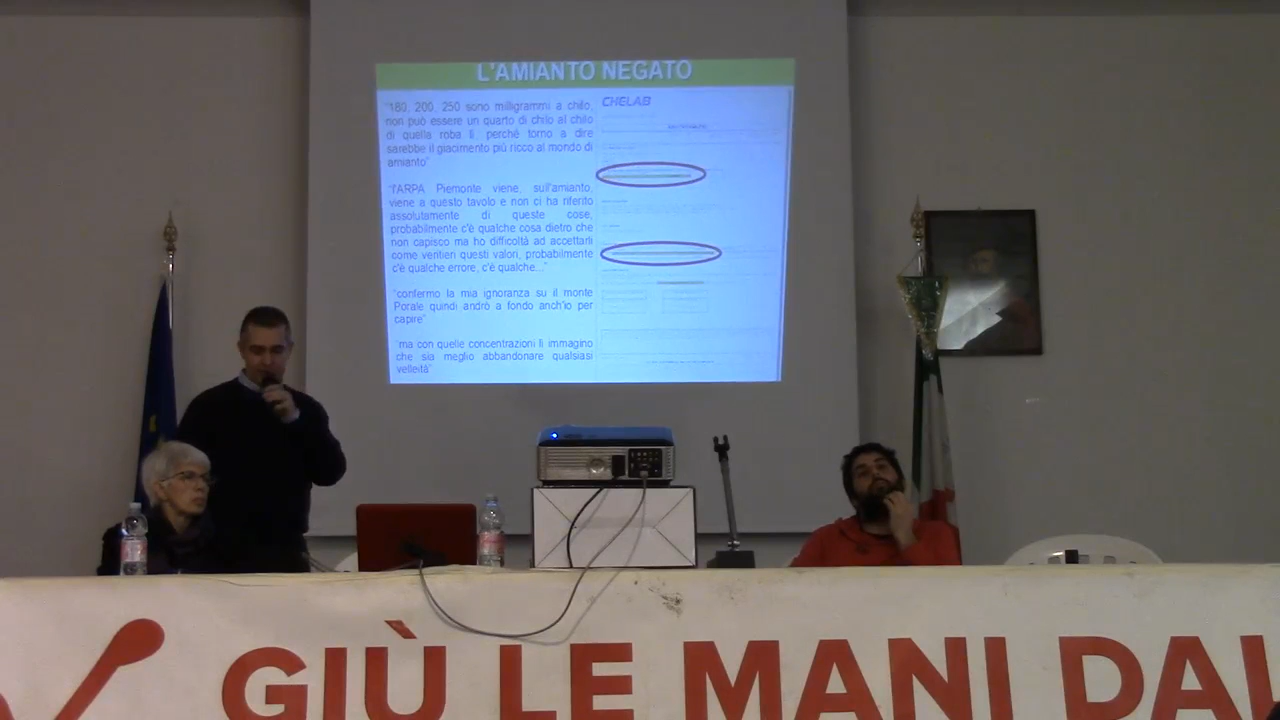 L'AMIANTO NEGATO
"180, 200, 250 sono milligrammi a chilo,
non può essere un quarto di chilo al chilo
di quella roba lì, perché torno a dire
sarebbe il giacimento più ricco al mondo di
amianto"
"l'ARPA Piemonte viene, sull'amianto,
viene a questo tavolo e non ci ha riferito
assolutamente di queste cose,
probabilmente c'è qualche cosa dietro che
non capisco ma ho difficoltà ad accettarli
come veritieri questi valori, probabilmente
c'è qualche errore, c'è qualche..."
"confermo la mia ignoranza su il monte
Porale quindi andrò a fondo anch'io per
capire"
"ma con quelle concentrazioni lì immagino
che sia meglio abbandonare qualsiasi
velleità"
CHELAB
GIÙ LE MANI DAL